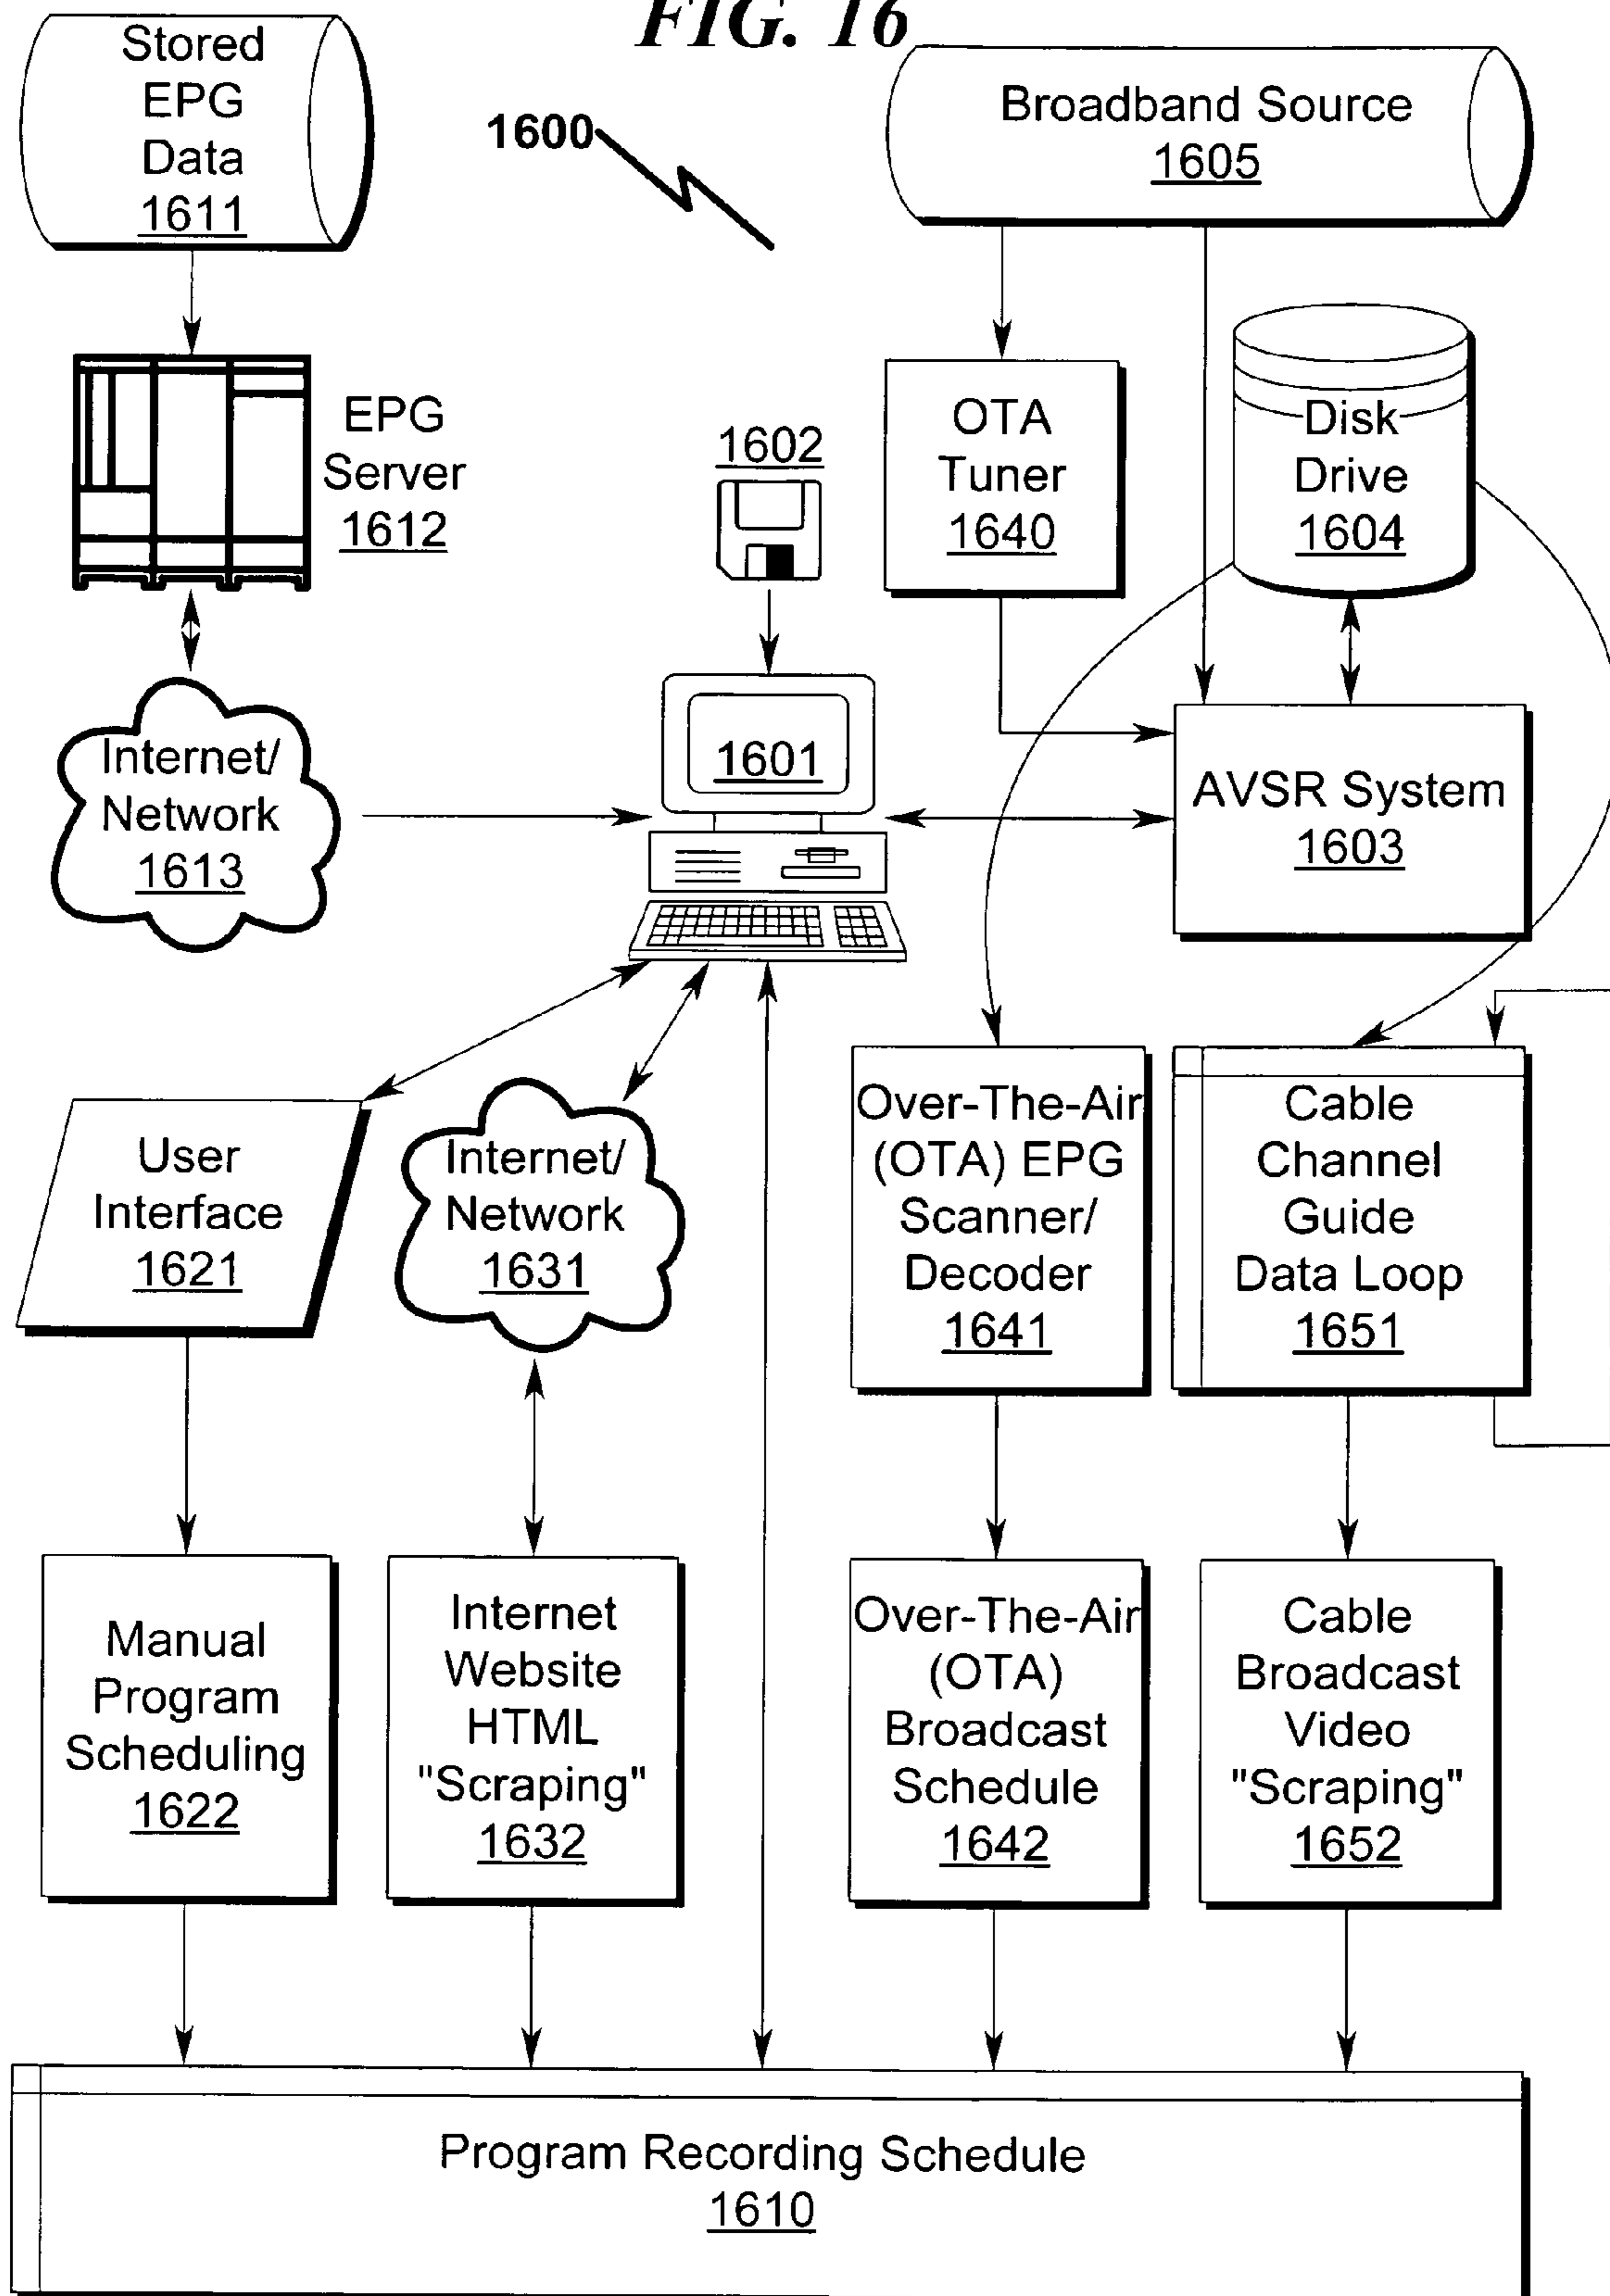 FIG. 16
Stored
EPG
Data
1611
1600
Broadband Source
1605
EPG
Server
1612
1602
OTA
Tuner
1640
Disk
Drive
1604
Internet/
Network
1613
1601
AVSR System
1603
User
Interface
1621
Internet/
Network
1631
Over-The-Air
(OTA) EPG
Scanner/
Decoder
1641
Cable
Channel
Guide
Data Loop
1651
Manual
Program
Scheduling
1622
Internet
Website
HTML
"Scraping"
1632
Over-The-Air
(OTA)
Broadcast
Schedule
1642
Cable
Broadcast
Video
"Scraping"
1652
Program Recording Schedule
1610